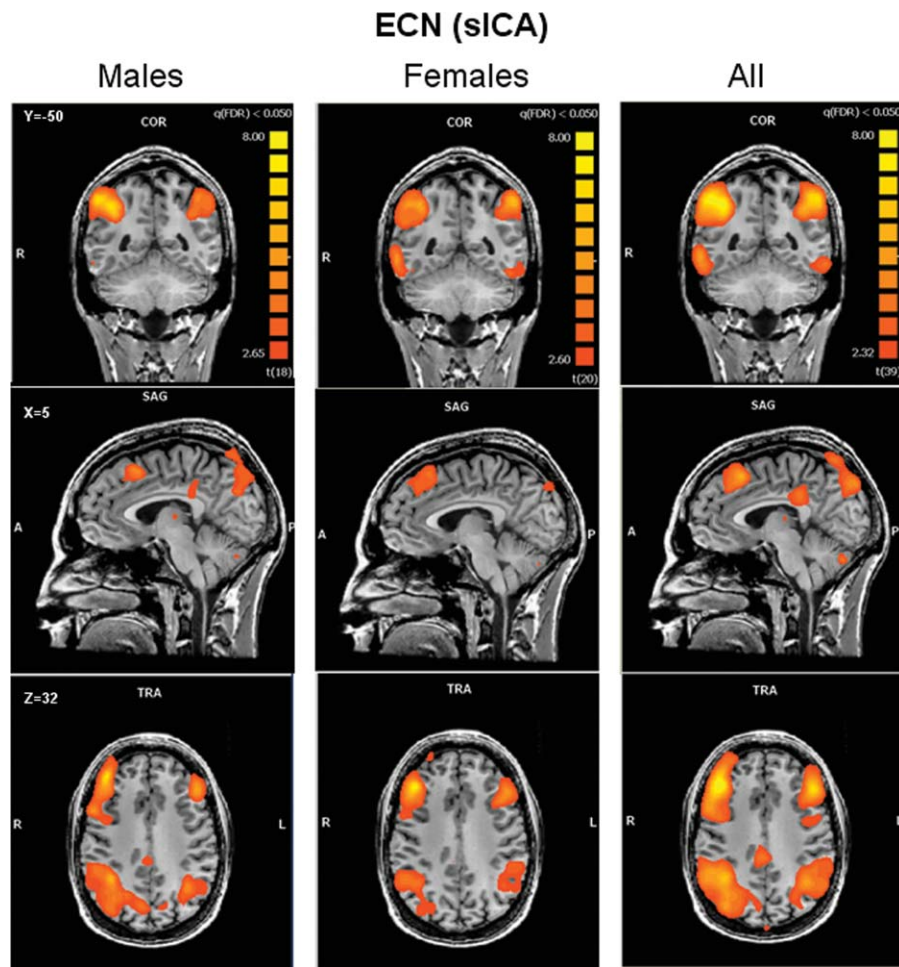 ECN (sICA)
Males Females All
Y=-50 COR q(FDR) < 0.050 COR q(FDR) < 0.050 COR q(FDR) < 0.050
8.00 8.00 8.00
R R R
2.65 2.60 2.32
t(18) t(20) t(39)
X=5 SAG SAG SAG
A P A P A P
Z=32 TRA TRA TRA
R L R L R